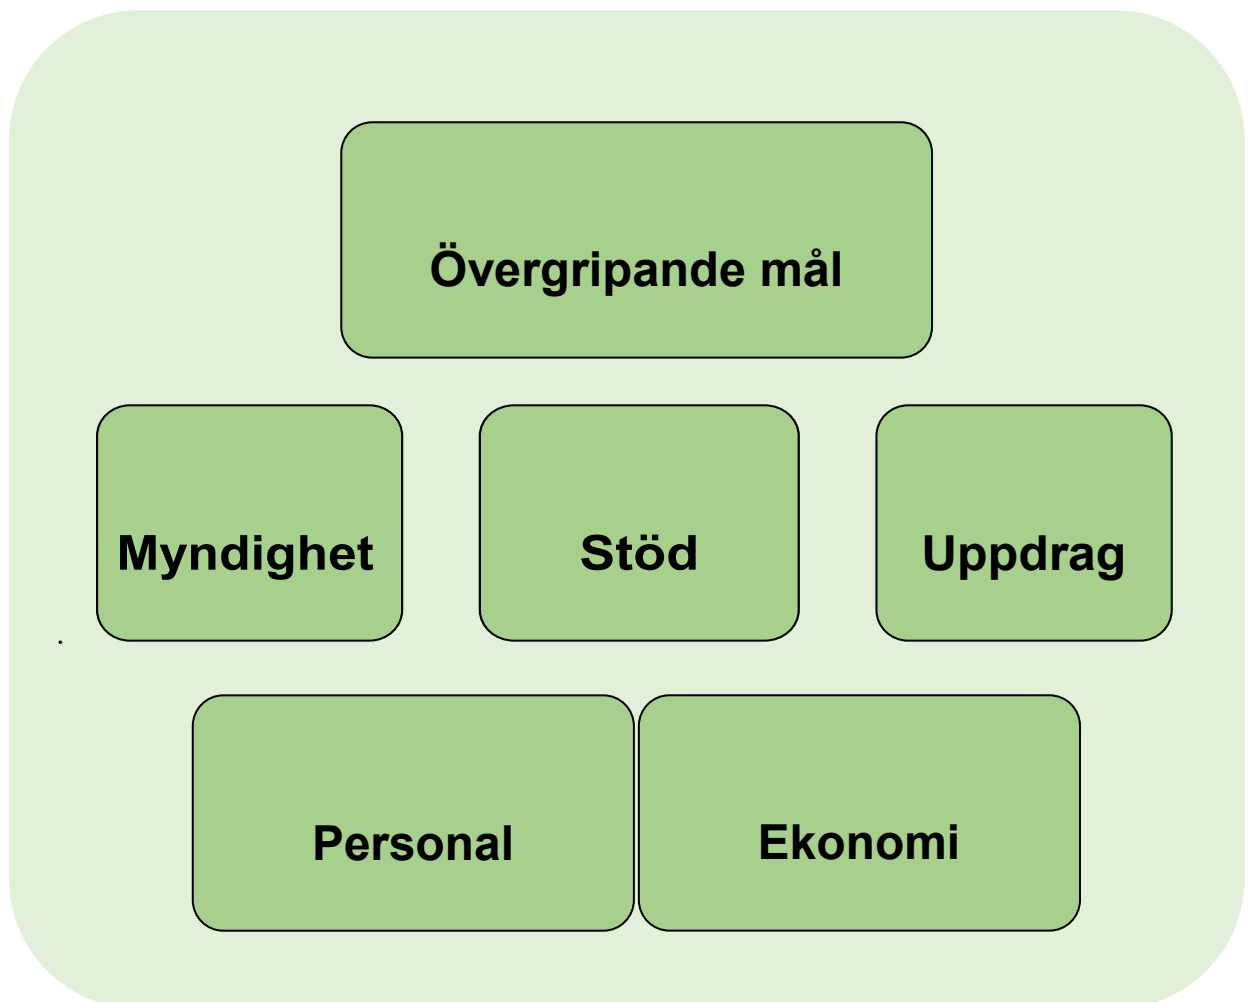 Övergripande mål
Myndighet
Stöd
Uppdrag
.
Personal
Ekonomi